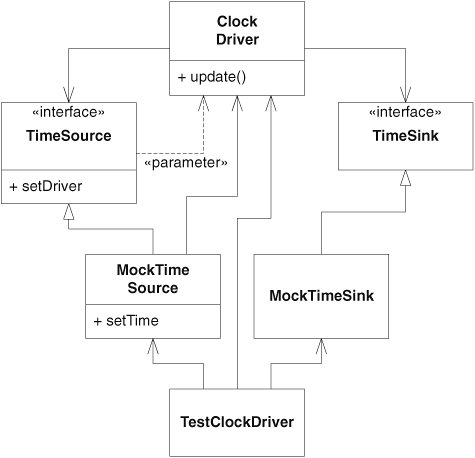 Clock
Driver
+ update()
«interface»
TimeSource
+ setDriver
«parameter»
«interface»
TimeSink
MockTime
Source
+ setTime
MockTimeSink
TestClockDriver